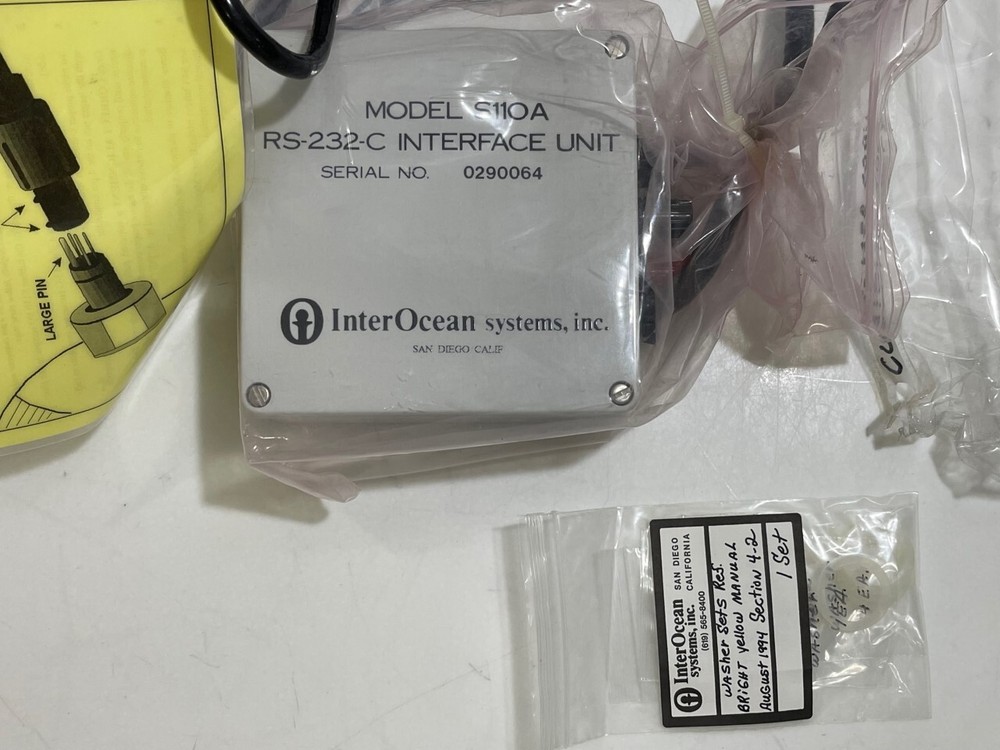 MODEL S110A
RS-232-C INTERFACE UNIT
SERIAL NO. 0290064
InterOcean systems, inc.
SAN DIEGO CALIF
LARGE PIN
InterOcean
systems, inc.
SAN DIEGO
CALIFORNIA
(619) 565-8400
WASHER Sets Ref.
BRIGHT Yellow MANUAL
AUGUST 1994 Section 4-2
1 Set
4 EA.